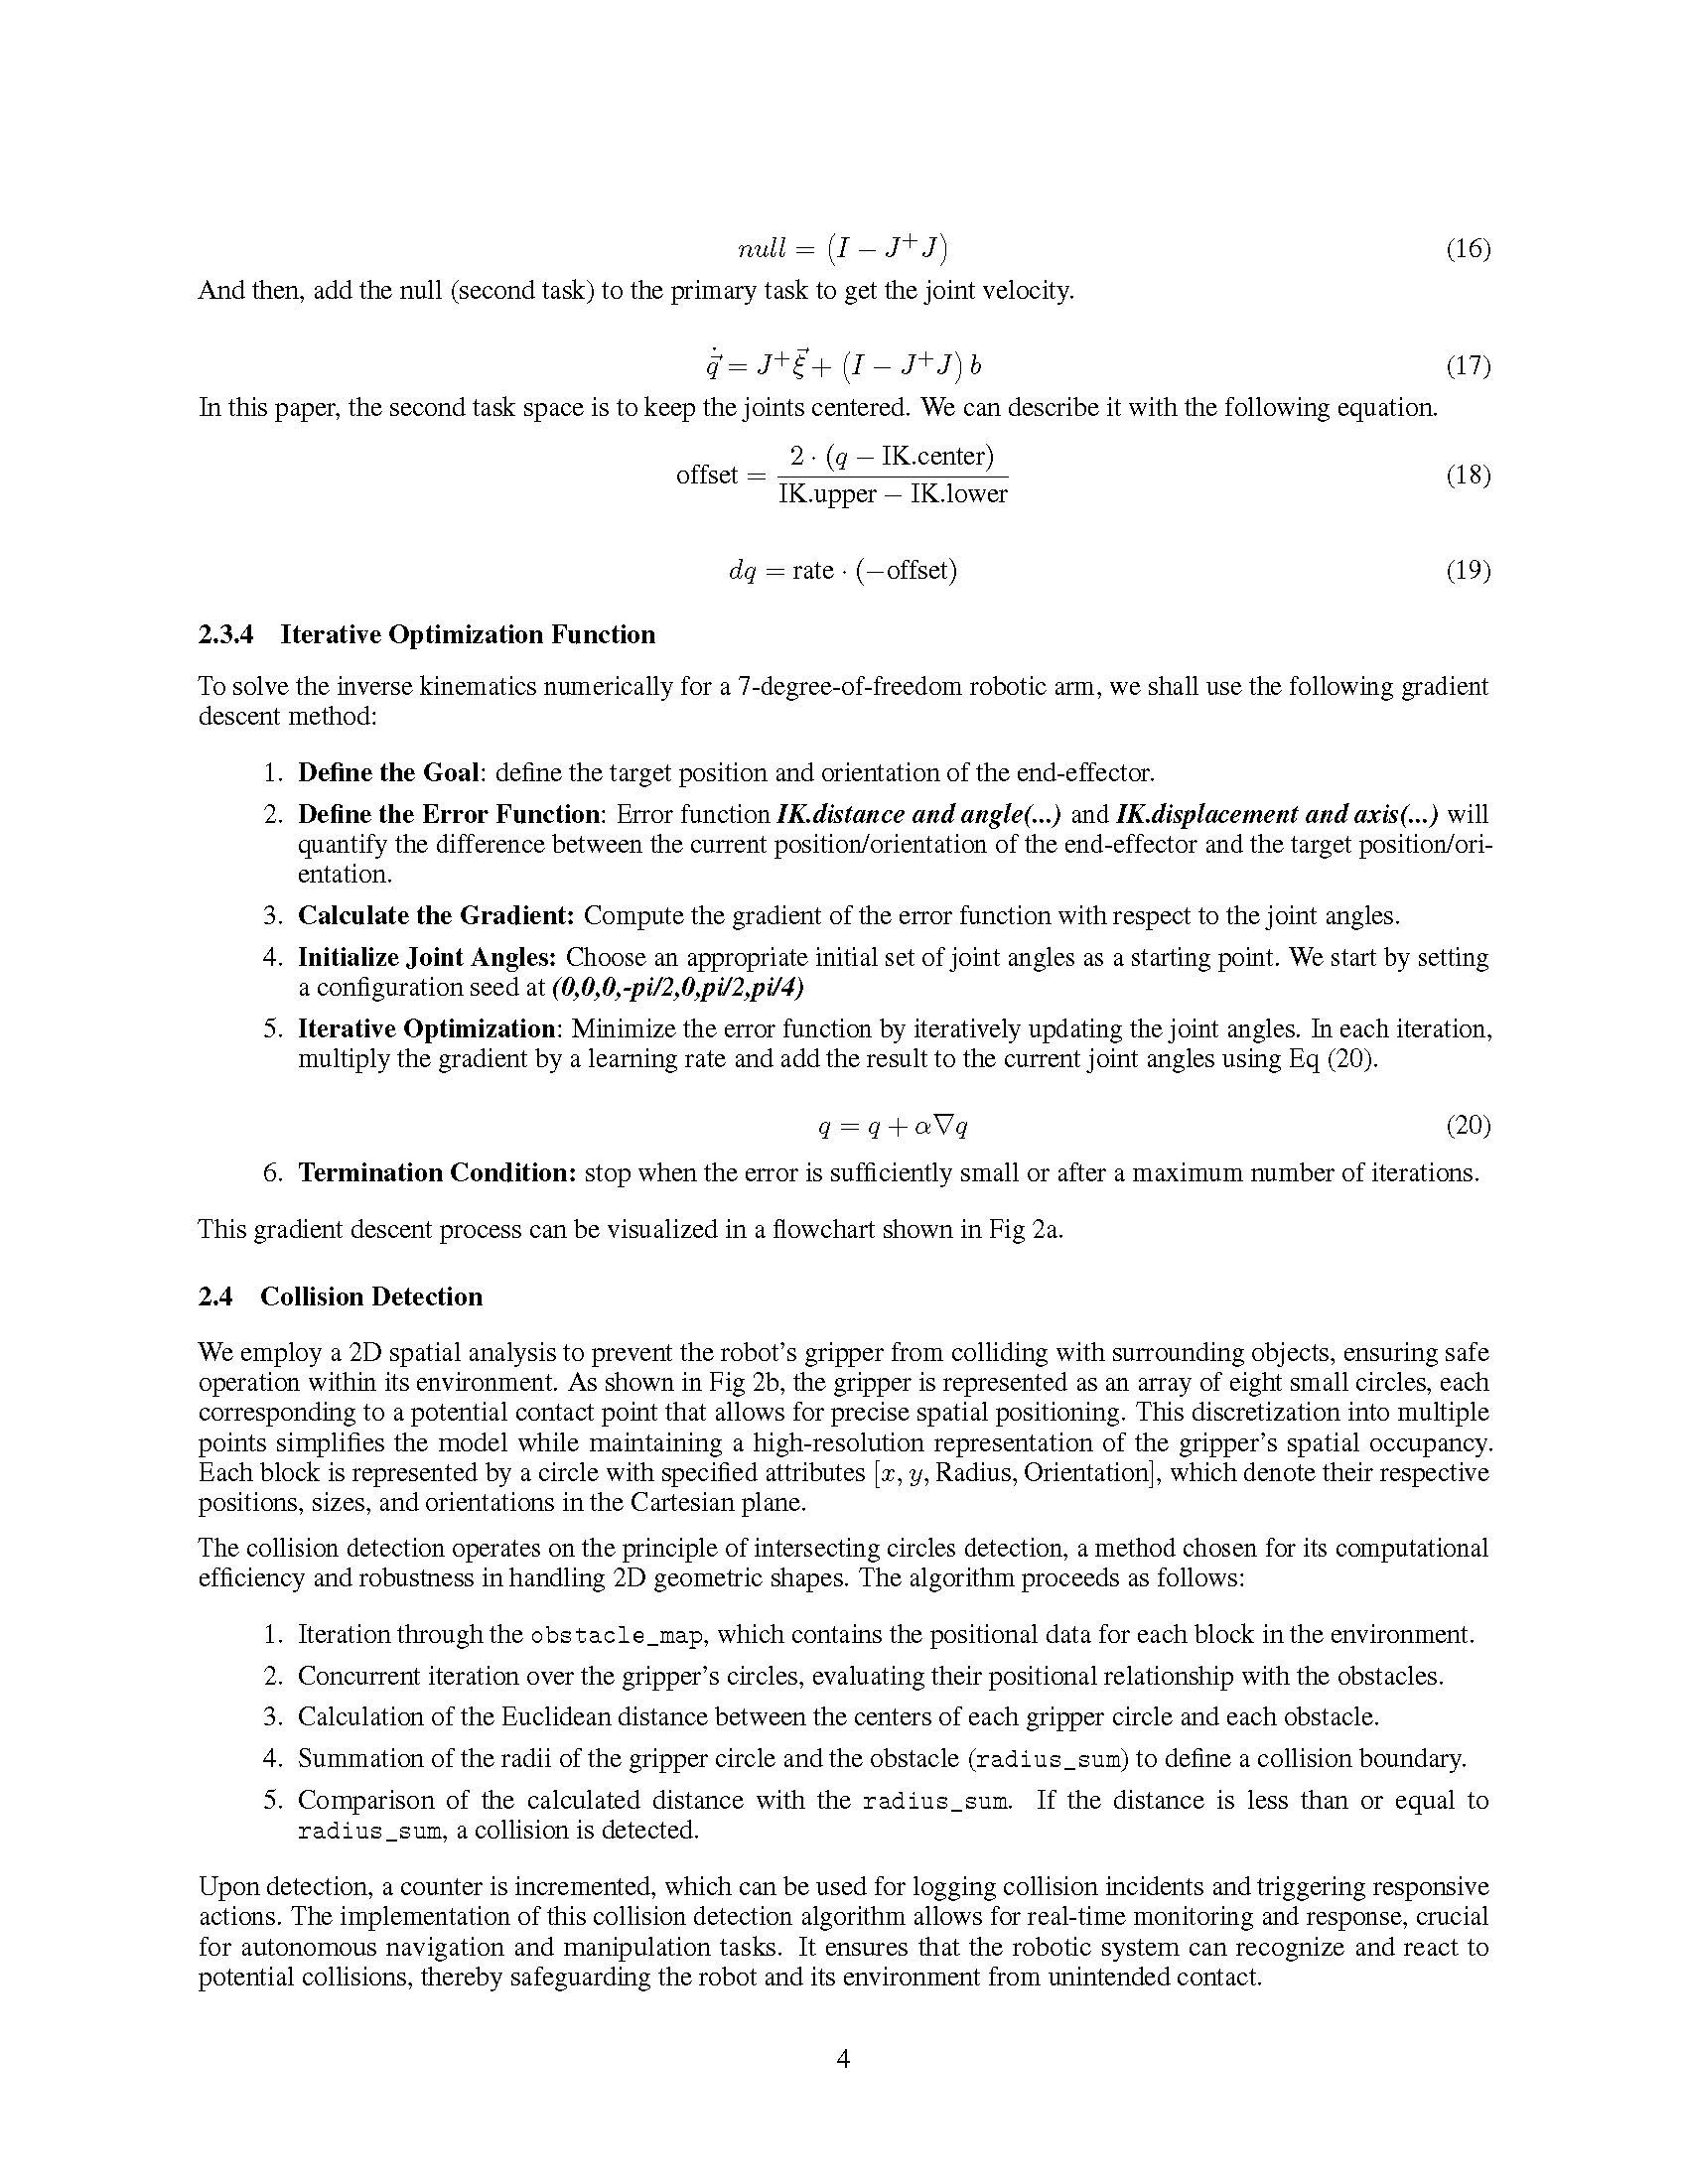 null = (I − J⁺J) (16)
And then, add the null (second task) to the primary task to get the joint velocity.
q⃗̇ = J⁺ξ⃗ + (I − J⁺J) b (17)
In this paper, the second task space is to keep the joints centered. We can describe it with the following equation.
offset = 2 · (q − IK.center) / IK.upper − IK.lower (18)
dq = rate · (−offset) (19)
2.3.4 Iterative Optimization Function
To solve the inverse kinematics numerically for a 7-degree-of-freedom robotic arm, we shall use the following gradient
descent method:
1. Define the Goal: define the target position and orientation of the end-effector.
2. Define the Error Function: Error function IK.distance and angle(...) and IK.displacement and axis(...) will
quantify the difference between the current position/orientation of the end-effector and the target position/ori-
entation.
3. Calculate the Gradient: Compute the gradient of the error function with respect to the joint angles.
4. Initialize Joint Angles: Choose an appropriate initial set of joint angles as a starting point. We start by setting
a configuration seed at (0,0,0,-pi/2,0,pi/2,pi/4)
5. Iterative Optimization: Minimize the error function by iteratively updating the joint angles. In each iteration,
multiply the gradient by a learning rate and add the result to the current joint angles using Eq (20).
q = q + α∇q (20)
6. Termination Condition: stop when the error is sufficiently small or after a maximum number of iterations.
This gradient descent process can be visualized in a flowchart shown in Fig 2a.
2.4 Collision Detection
We employ a 2D spatial analysis to prevent the robot's gripper from colliding with surrounding objects, ensuring safe
operation within its environment. As shown in Fig 2b, the gripper is represented as an array of eight small circles, each
corresponding to a potential contact point that allows for precise spatial positioning. This discretization into multiple
points simplifies the model while maintaining a high-resolution representation of the gripper's spatial occupancy.
Each block is represented by a circle with specified attributes [x, y, Radius, Orientation], which denote their respective
positions, sizes, and orientations in the Cartesian plane.
The collision detection operates on the principle of intersecting circles detection, a method chosen for its computational
efficiency and robustness in handling 2D geometric shapes. The algorithm proceeds as follows:
1. Iteration through the obstacle_map, which contains the positional data for each block in the environment.
2. Concurrent iteration over the gripper's circles, evaluating their positional relationship with the obstacles.
3. Calculation of the Euclidean distance between the centers of each gripper circle and each obstacle.
4. Summation of the radii of the gripper circle and the obstacle (radius_sum) to define a collision boundary.
5. Comparison of the calculated distance with the radius_sum. If the distance is less than or equal to
radius_sum, a collision is detected.
Upon detection, a counter is incremented, which can be used for logging collision incidents and triggering responsive
actions. The implementation of this collision detection algorithm allows for real-time monitoring and response, crucial
for autonomous navigation and manipulation tasks. It ensures that the robotic system can recognize and react to
potential collisions, thereby safeguarding the robot and its environment from unintended contact.
4